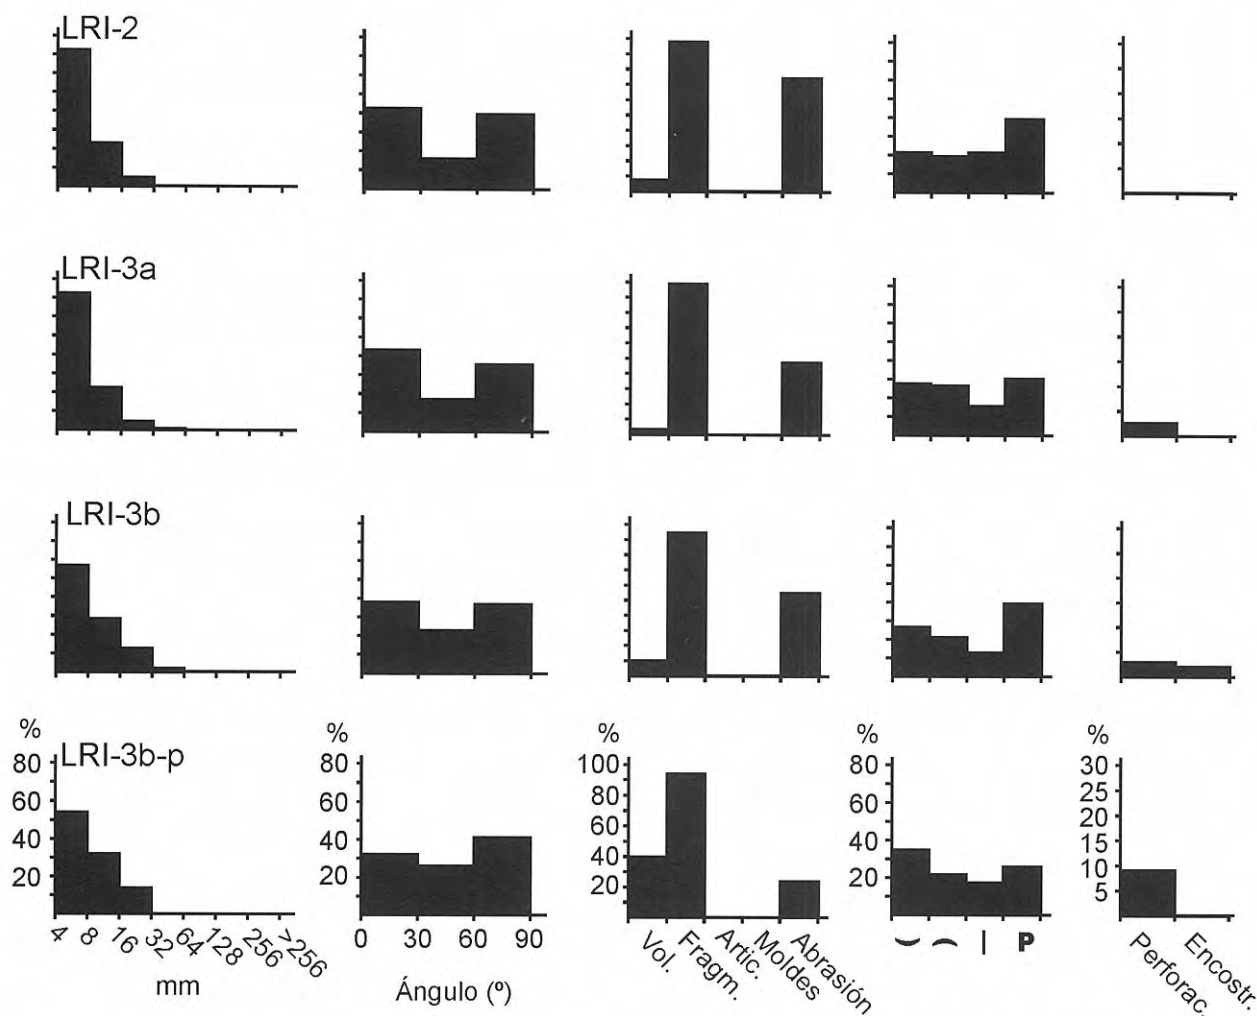 LRI-2
LRI-3a
LRI-3b
LRI-3b-p
% % % % %
80 80 100 80 30
60 60 80 60 25
40 40 60 40 20
20 20 40 20 15
20 10
5
4 8 16 32 64 128 256 >256
mm
0 30 60 90
Ángulo (º)
Vol. Fragm. Artic. Moldes Abrasión
P
Perforac. Encostr.